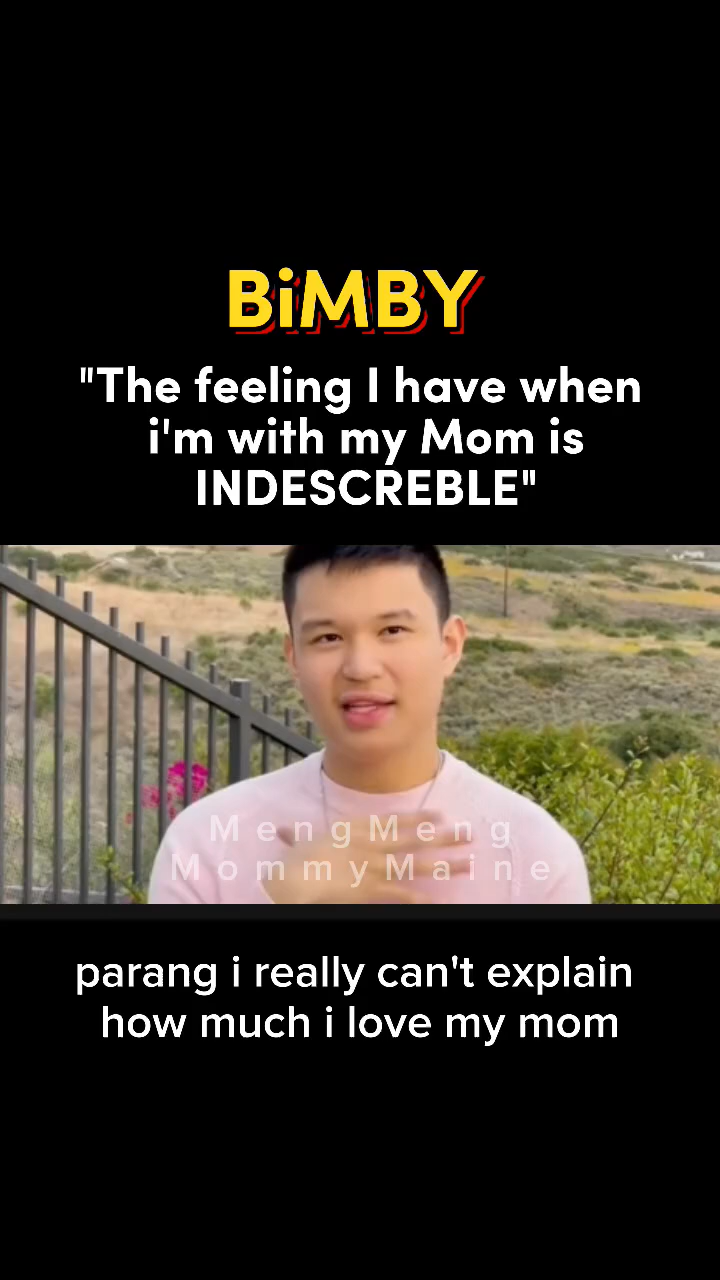 BiMBY
"The feeling I have when
i'm with my Mom is
INDESCREBLE"
MengMeng
MommyMaine
parang i really can't explain
how much i love my mom